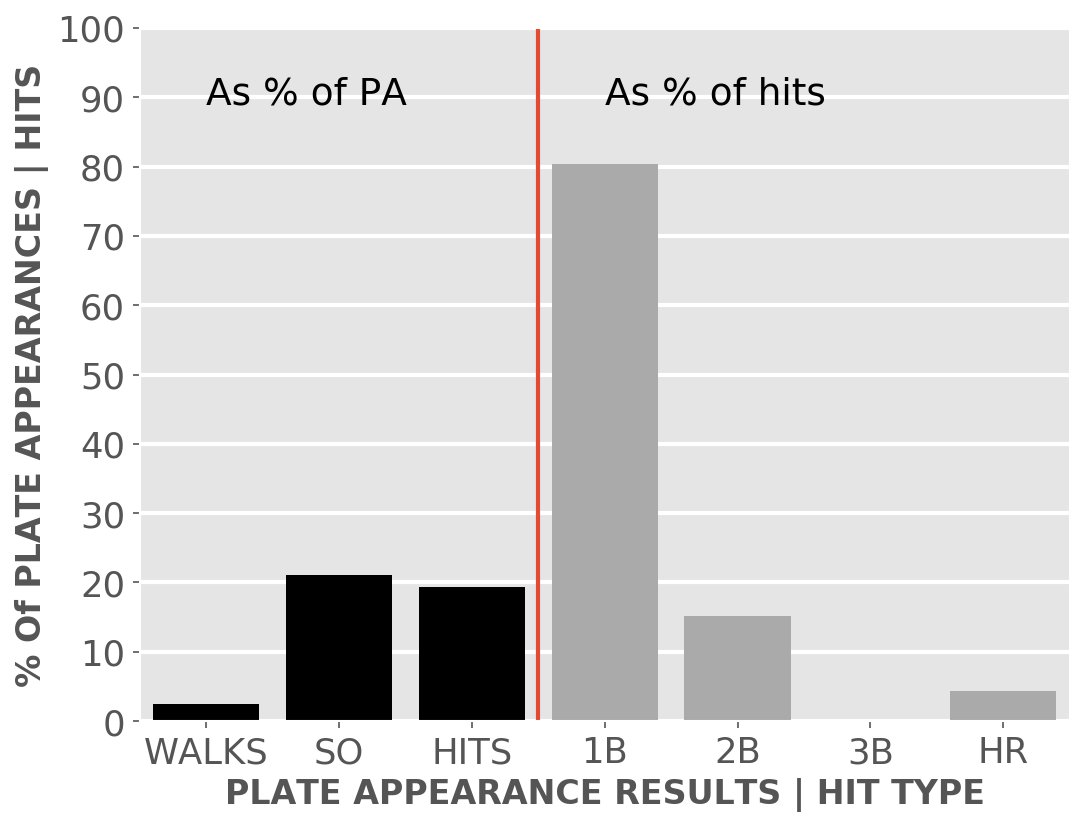 % Of PLATE APPEARANCES | HITS
100
90
80
70
60
50
40
30
20
10
0
As % of PA
As % of hits
WALKS SO HITS 1B 2B 3B HR
PLATE APPEARANCE RESULTS | HIT TYPE